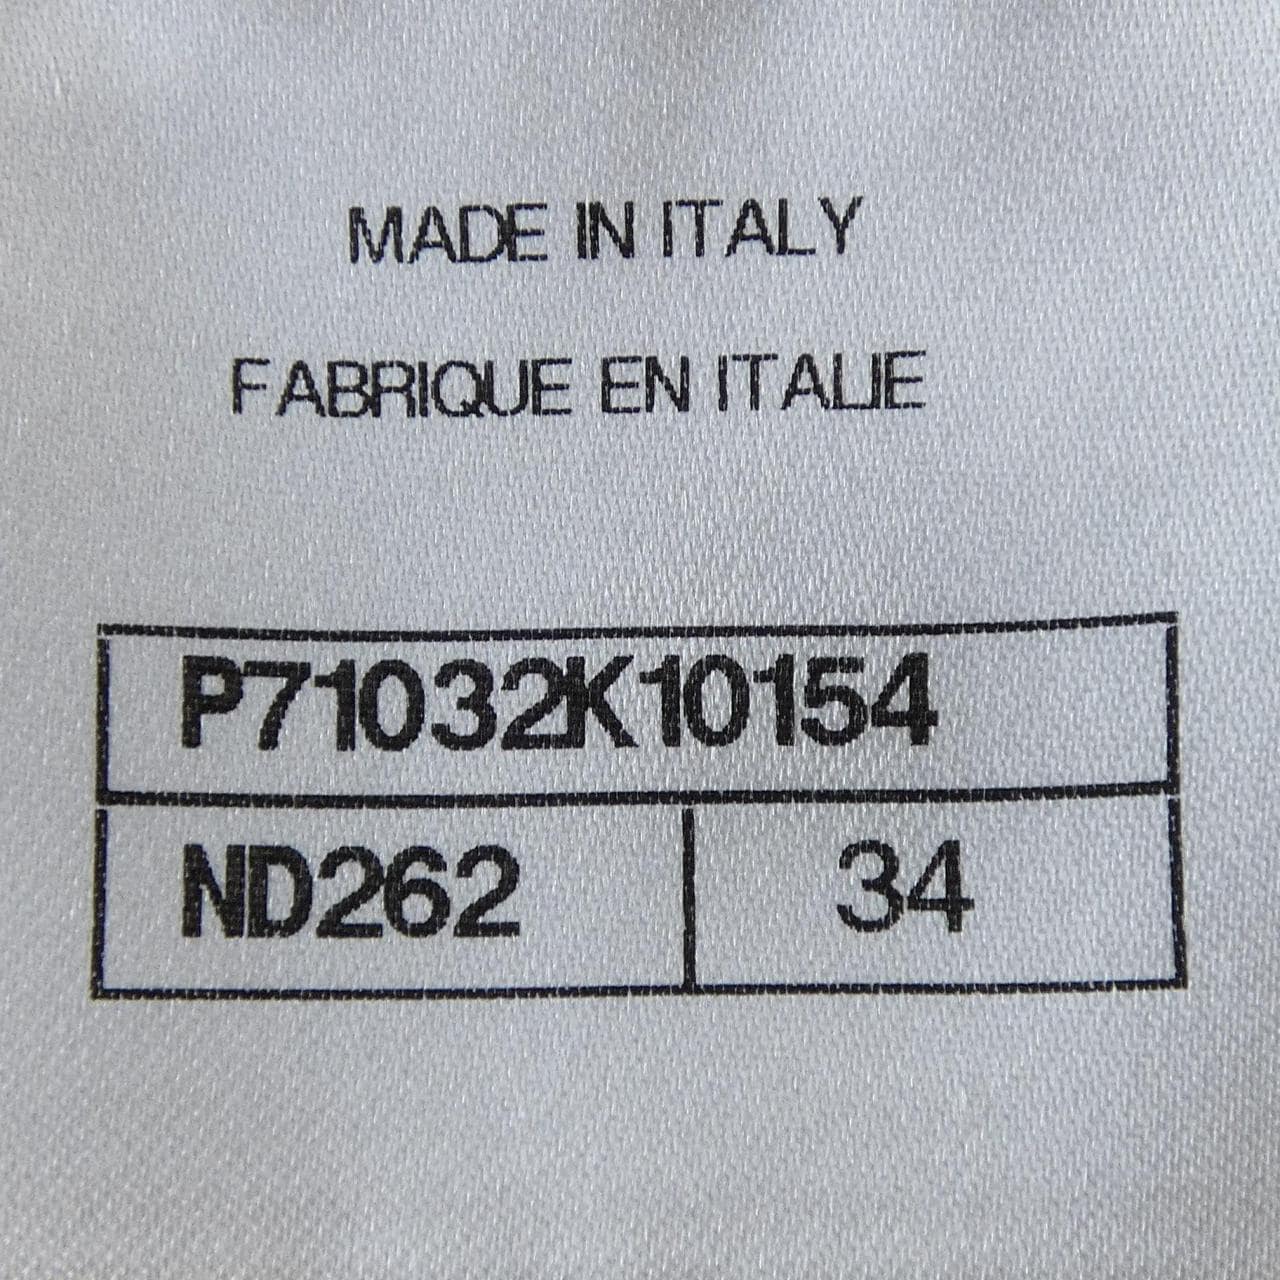 MADE IN ITALY
FABRIQUE EN ITALIE
P71032K10154
ND262 34